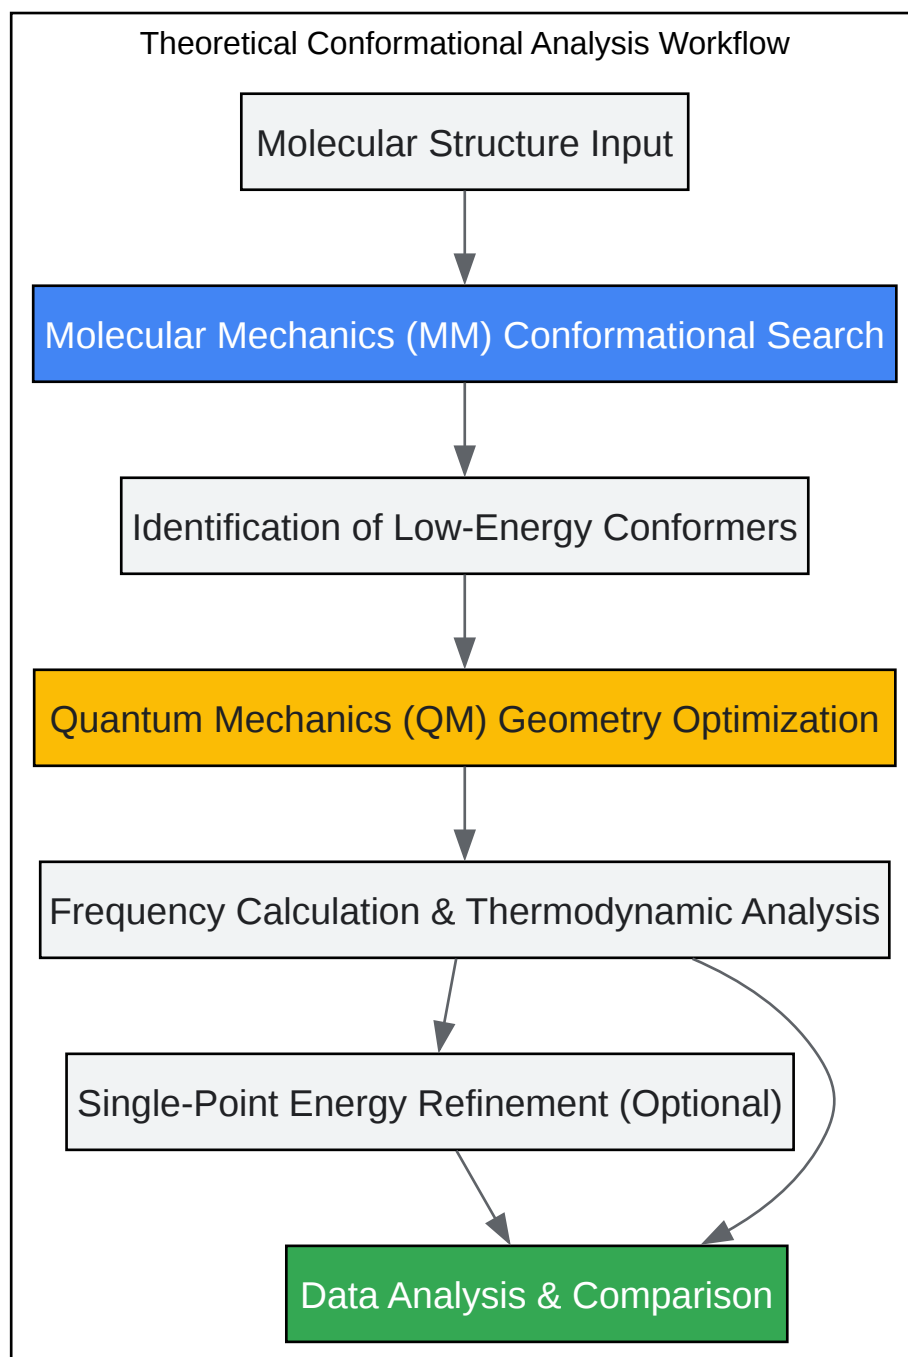 Theoretical Conformational Analysis Workflow
Molecular Structure Input
Molecular Mechanics (MM) Conformational Search
Identification of Low-Energy Conformers
Quantum Mechanics (QM) Geometry Optimization
Frequency Calculation & Thermodynamic Analysis
Single-Point Energy Refinement (Optional)
Data Analysis & Comparison